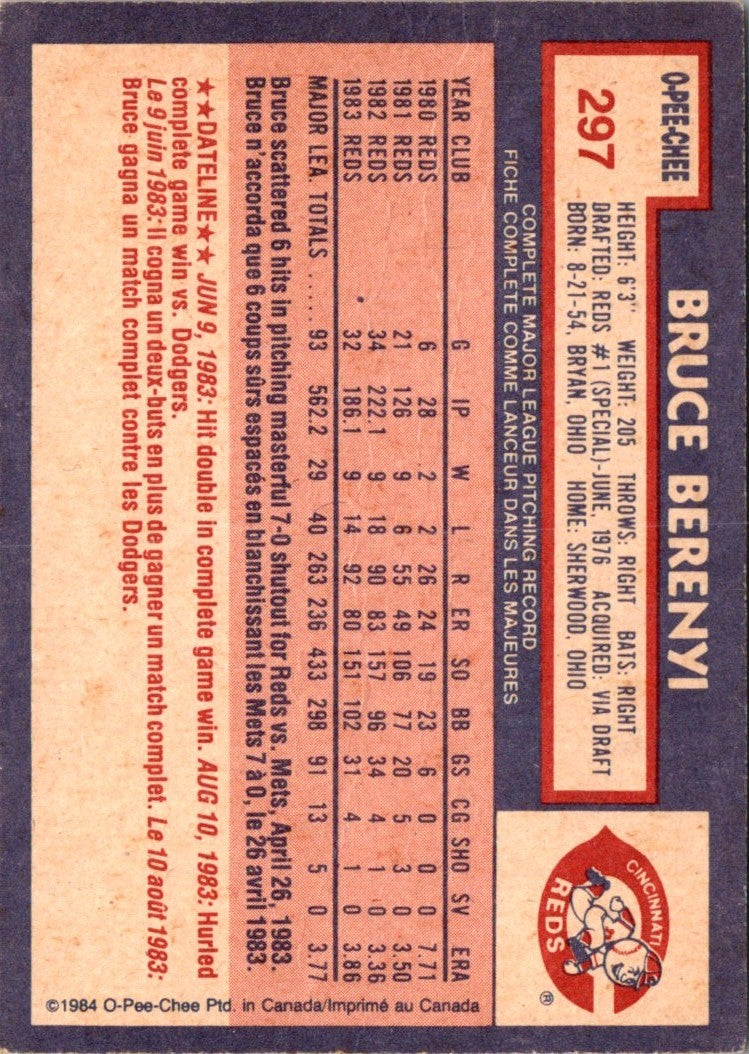 O-PEE-CHEE
297
BRUCE BERENYI
HEIGHT: 6'3" WEIGHT: 205 THROWS: RIGHT BATS: RIGHT
DRAFTED: REDS #1 (SPECIAL)-JUNE, 1976 ACQUIRED: VIA DRAFT
BORN: 8-21-54, BRYAN, OHIO HOME: SHERWOOD, OHIO
CINCINNATI
REDS
®
COMPLETE MAJOR LEAGUE PITCHING RECORD
FICHE COMPLÈTE COMME LANCEUR DANS LES MAJEURES
YEAR CLUB G IP W L R ER SO BB GS CG SHO SV ERA
1980 REDS 6 28 2 2 26 24 19 23 6 0 0 0 7.71
1981 REDS 21 126 9 6 55 49 106 77 20 5 3 0 3.50
1982 REDS 34 222.1 9 18 90 83 157 96 34 4 1 0 3.36
1983 REDS 32 186.1 9 14 92 80 151 102 31 4 1 0 3.86
MAJOR LEA. TOTALS ..... 93 562.2 29 40 263 236 433 298 91 13 5 0 3.77
Bruce scattered 6 hits in pitching masterful 7-0 shutout for Reds vs. Mets, April 26, 1983.
Bruce n'accorda que 6 coups sûrs espacés en blanchissant les Mets 7 à 0, le 26 avril 1983.
★★DATELINE★★ JUN 9, 1983: Hit double in complete game win. AUG 10, 1983: Hurled
complete game win vs. Dodgers.
Le 9 juin 1983: Il cogna un deux-buts en plus de gagner un match complet. Le 10 août 1983:
Bruce gagna un match complet contre les Dodgers.
©1984 O-Pee-Chee Ptd. in Canada/Imprimé au Canada